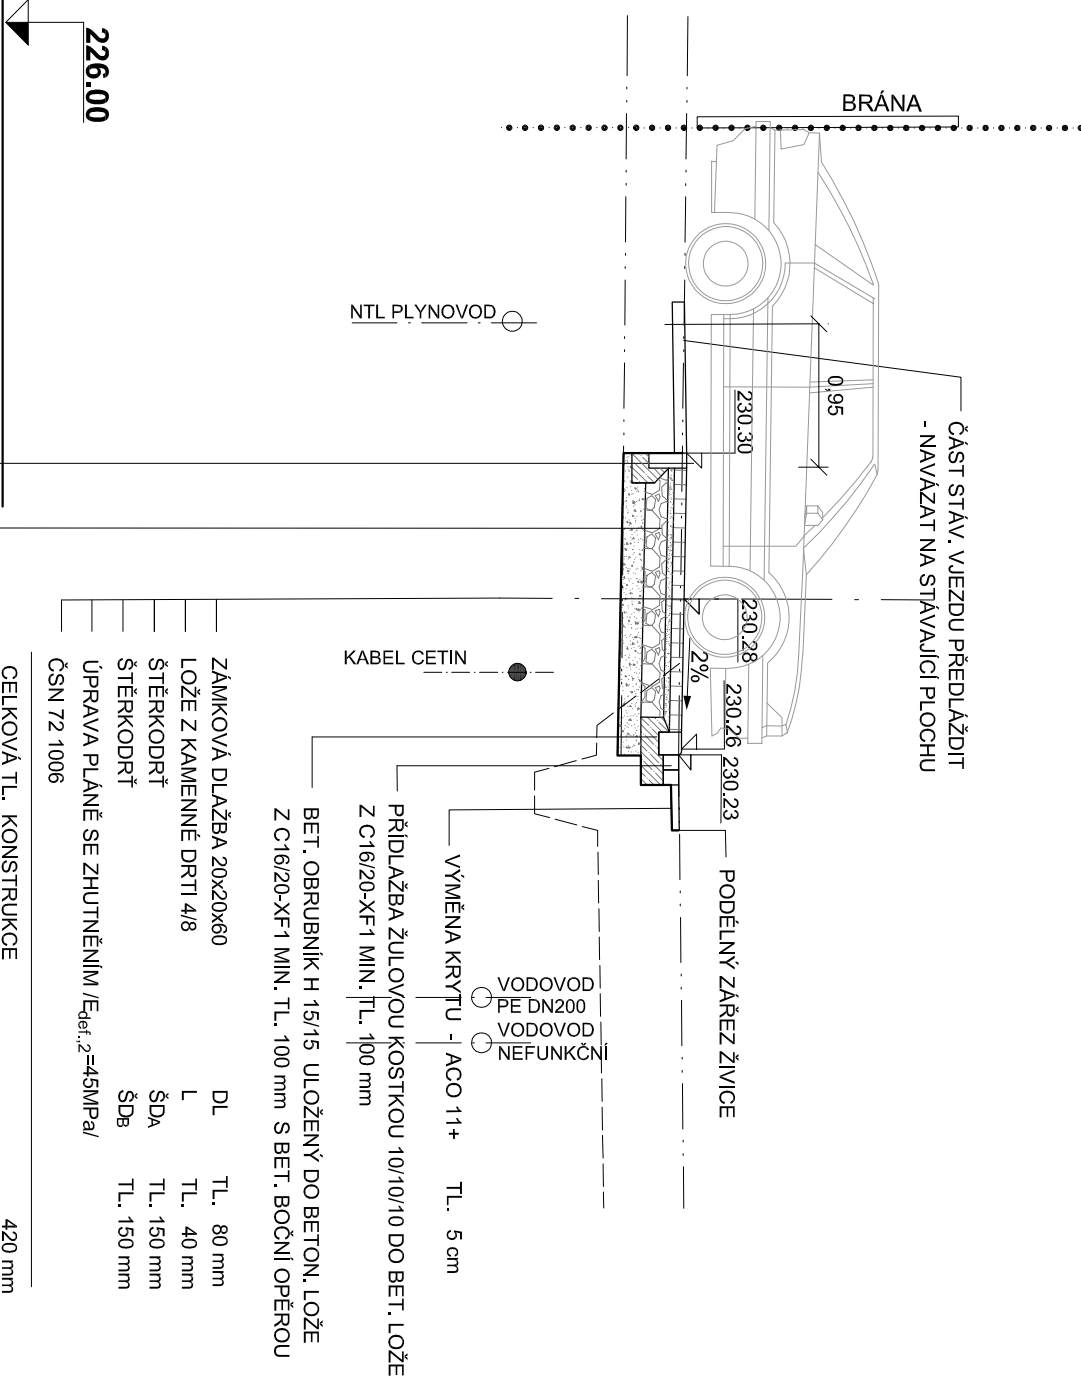 226.00
BRÁNA
NTL PLYNOVOD
0,95
230.30
ČÁST STÁV. VJEZDU PŘEDLÁŽDIT
- NAVÁZAT NA STÁVAJÍCÍ PLOCHU
230.28
2%
230.26
230.23
KABEL CETIN
PODÉLNÝ ZÁŘEZ ŽIVICE
VÝMĚNA KRYTU - ACO 11+ TL. 5 cm
PŘÍDLAŽBA ŽULOVOU KOSTKOU 10/10/10 DO BET. LOŽE
Z C16/20-XF1 MIN. TL. 100 mm
BET. OBRUBNÍK H 15/15 ULOŽENÝ DO BETON. LOŽE
Z C16/20-XF1 MIN. TL. 100 mm S BET. BOČNÍ OPĚROU
VODOVOD
PE DN200
VODOVOD
NEFUNKČNÍ
ZÁMKOVÁ DLAŽBA 20x20x60 DL TL. 80 mm
LOŽE Z KAMENNÉ DRTI 4/8 L TL. 40 mm
ŠTĚRKODRŤ ŠDA TL. 150 mm
ŠTĚRKODRŤ ŠDB TL. 150 mm
ÚPRAVA PLÁNĚ SE ZHUTNĚNÍM /Edef.,2=45MPa/
ČSN 72 1006
CELKOVÁ TL. KONSTRUKCE 420 mm